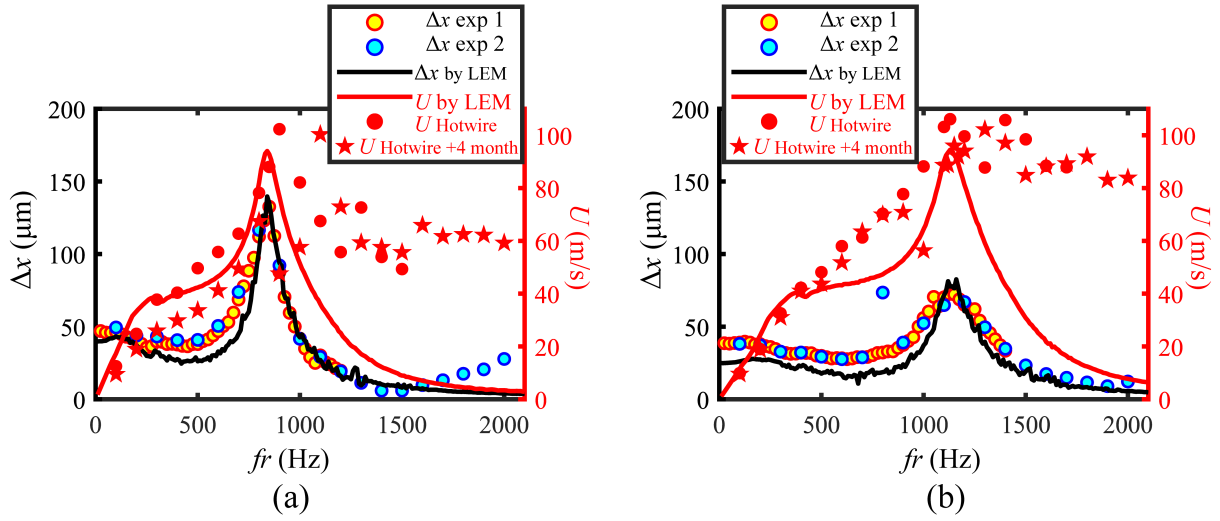 Δx exp 1
Δx exp 2
Δx by LEM
U by LEM
U Hotwire
U Hotwire +4 month
200
150
100
50
0
Δx (μm)
100
80
60
40
20
0
U (m/s)
0 500 1000 1500 2000
fr (Hz)
(a)
Δx exp 1
Δx exp 2
Δx by LEM
U by LEM
U Hotwire
U Hotwire +4 month
200
150
100
50
0
Δx (μm)
100
80
60
40
20
0
U (m/s)
0 500 1000 1500 2000
fr (Hz)
(b)